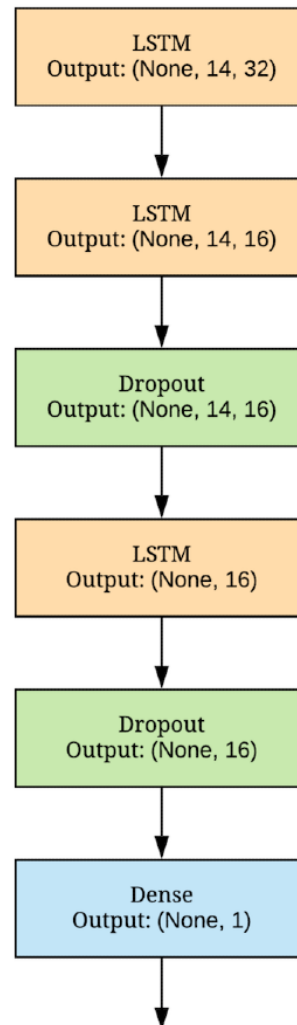 LSTM
Output: (None, 14, 32)
LSTM
Output: (None, 14, 16)
Dropout
Output: (None, 14, 16)
LSTM
Output: (None, 16)
Dropout
Output: (None, 16)
Dense
Output: (None, 1)